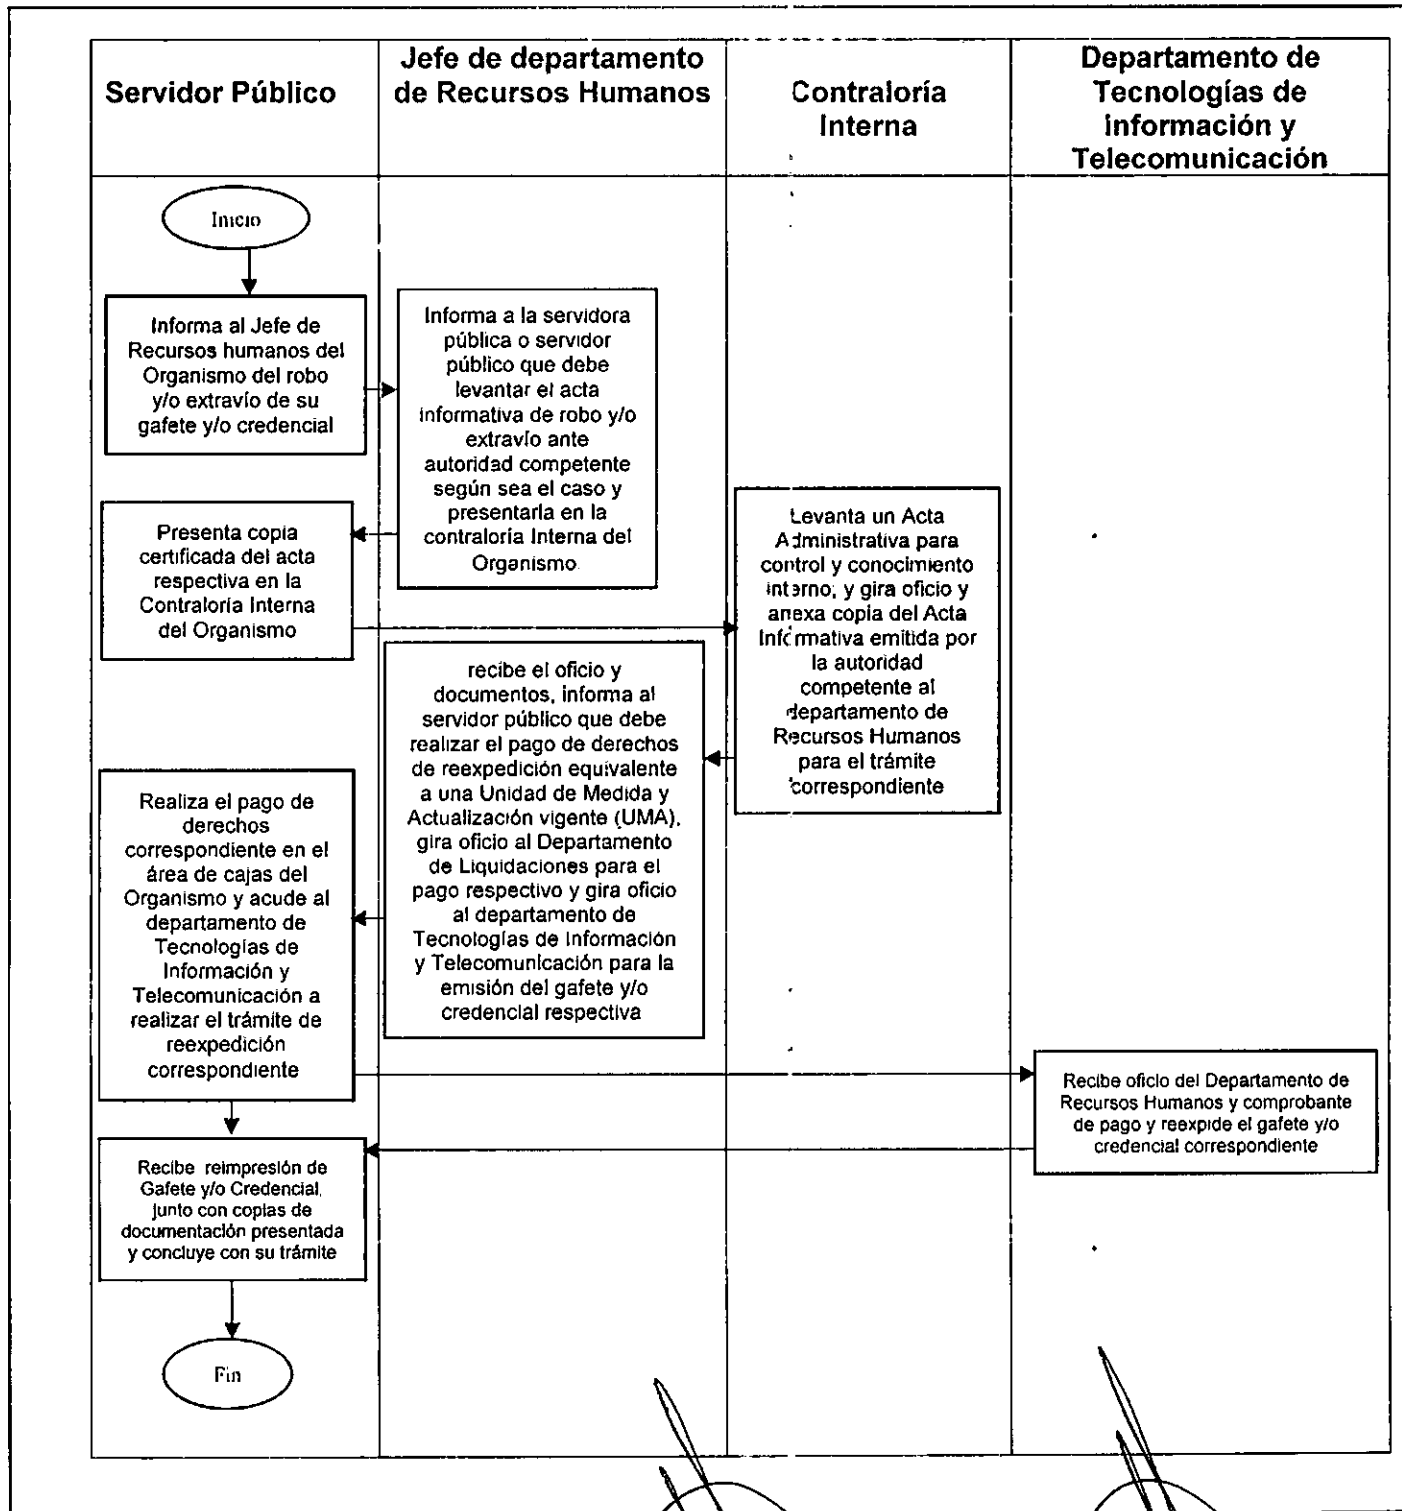 Servidor Público
Jefe de departamento
de Recursos Humanos
Contraloría
Interna
Departamento de
Tecnologías de
Información y
Telecomunicación
Inicio
Informa al Jefe de
Recursos humanos del
Organismo del robo
y/o extravío de su
gafete y/o credencial
Informa a la servidora
pública o servidor
público que debe
levantar el acta
informativa de robo y/o
extravío ante
autoridad competente
según sea el caso y
presentarla en la
contraloría Interna del
Organismo
Presenta copia
certificada del acta
respectiva en la
Contraloría Interna
del Organismo
Levanta un Acta
Administrativa para
control y conocimiento
interno, y gira oficio y
anexa copia del Acta
Informativa emitida por
la autoridad
competente al
departamento de
Recursos Humanos
para el trámite
correspondiente
recibe el oficio y
documentos, informa al
servidor público que debe
realizar el pago de derechos
de reexpedición equivalente
a una Unidad de Medida y
Actualización vigente (UMA),
gira oficio al Departamento
de Liquidaciones para el
pago respectivo y gira oficio
al departamento de
Tecnologías de Información
y Telecomunicación para la
emisión del gafete y/o
credencial respectiva
Realiza el pago de
derechos
correspondiente en el
área de cajas del
Organismo y acude al
departamento de
Tecnologías de
Información y
Telecomunicación a
realizar el trámite de
reexpedición
correspondiente
Recibe oficio del Departamento de
Recursos Humanos y comprobante
de pago y reexpide el gafete y/o
credencial correspondiente
Recibe reimpresión de
Gafete y/o Credencial,
junto con copias de
documentación presentada
y concluye con su trámite
Fin